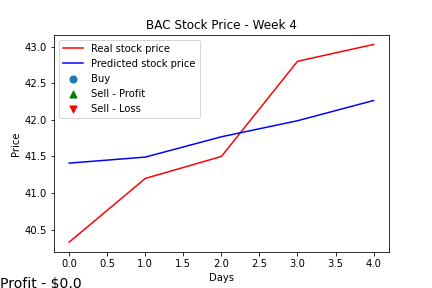 BAC Stock Price - Week 4
Real stock price
Predicted stock price
Buy
Sell - Profit
Sell - Loss
43.0
42.5
42.0
41.5
41.0
40.5
Price
0.0 0.5 1.0 1.5 2.0 2.5 3.0 3.5 4.0
Days
Profit - $0.0